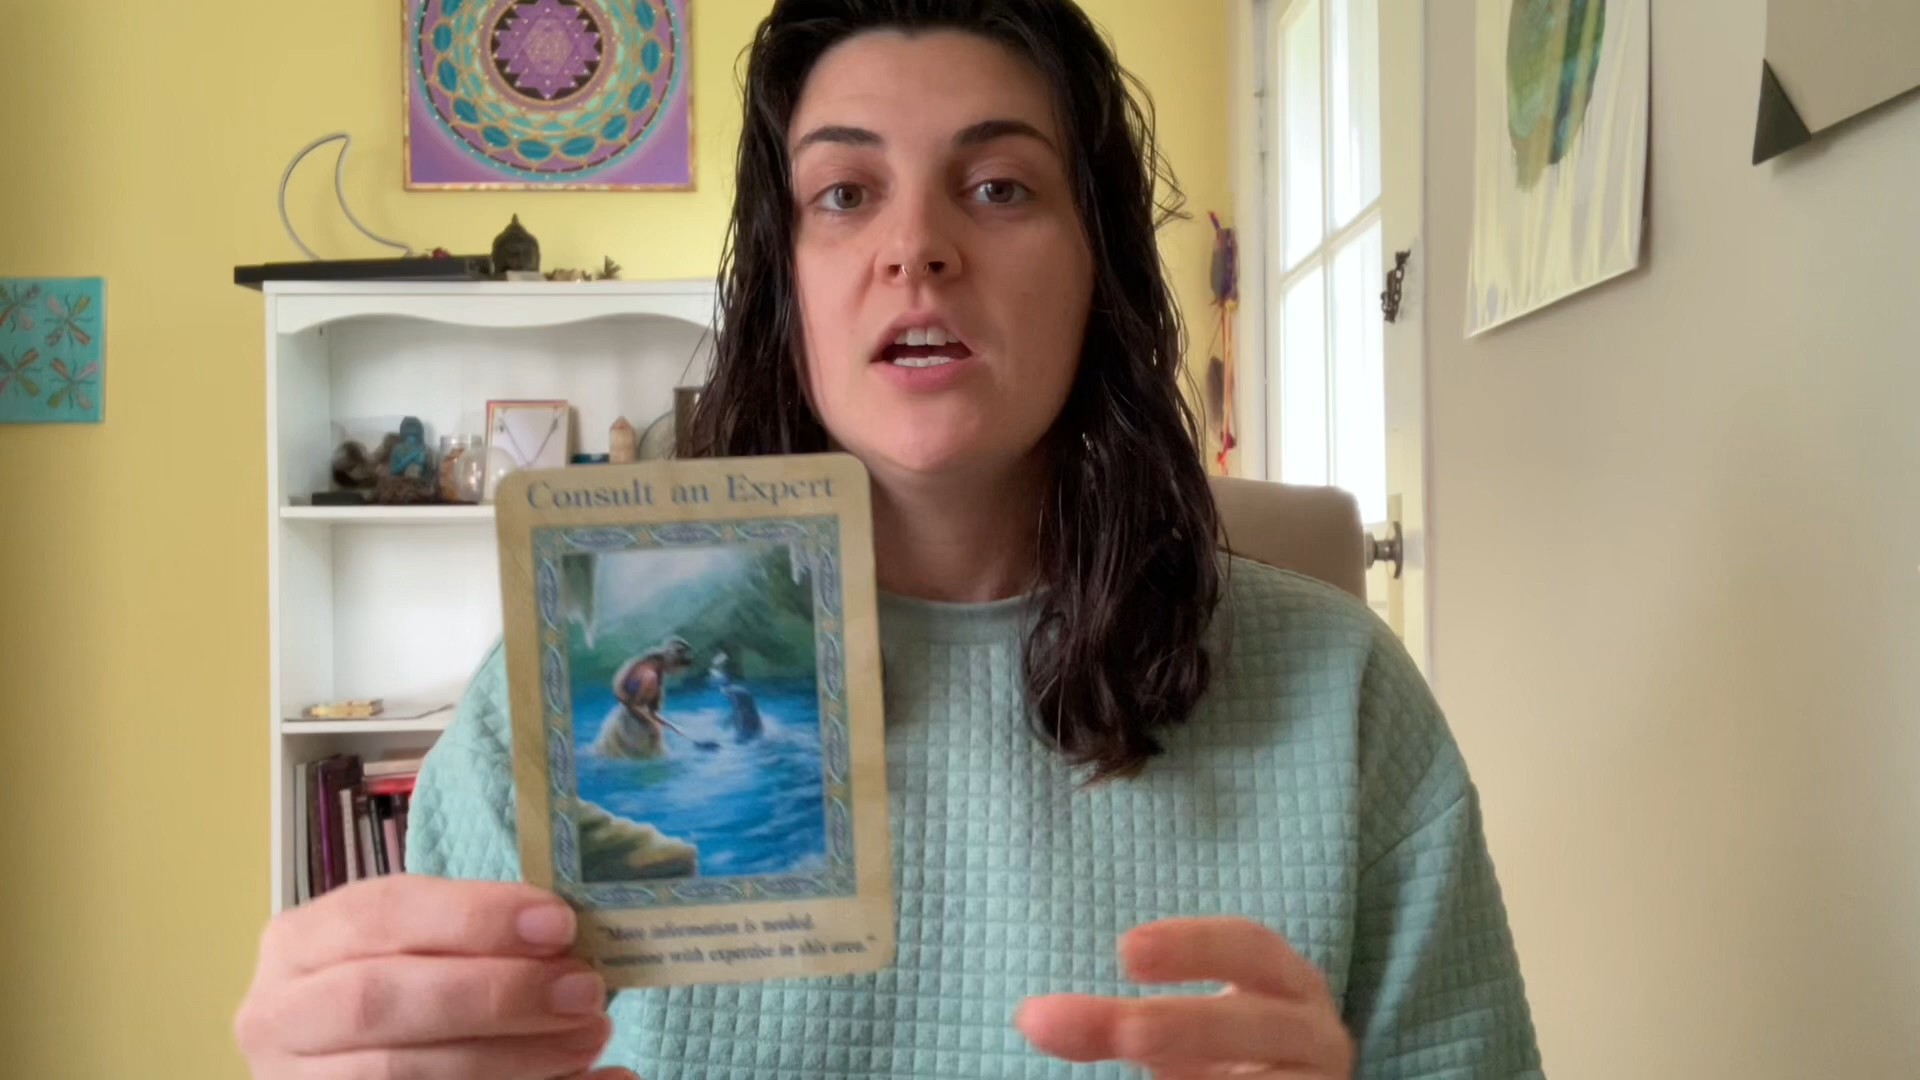 Consult an Expert
"More information is needed.
someone with expertise in this area."